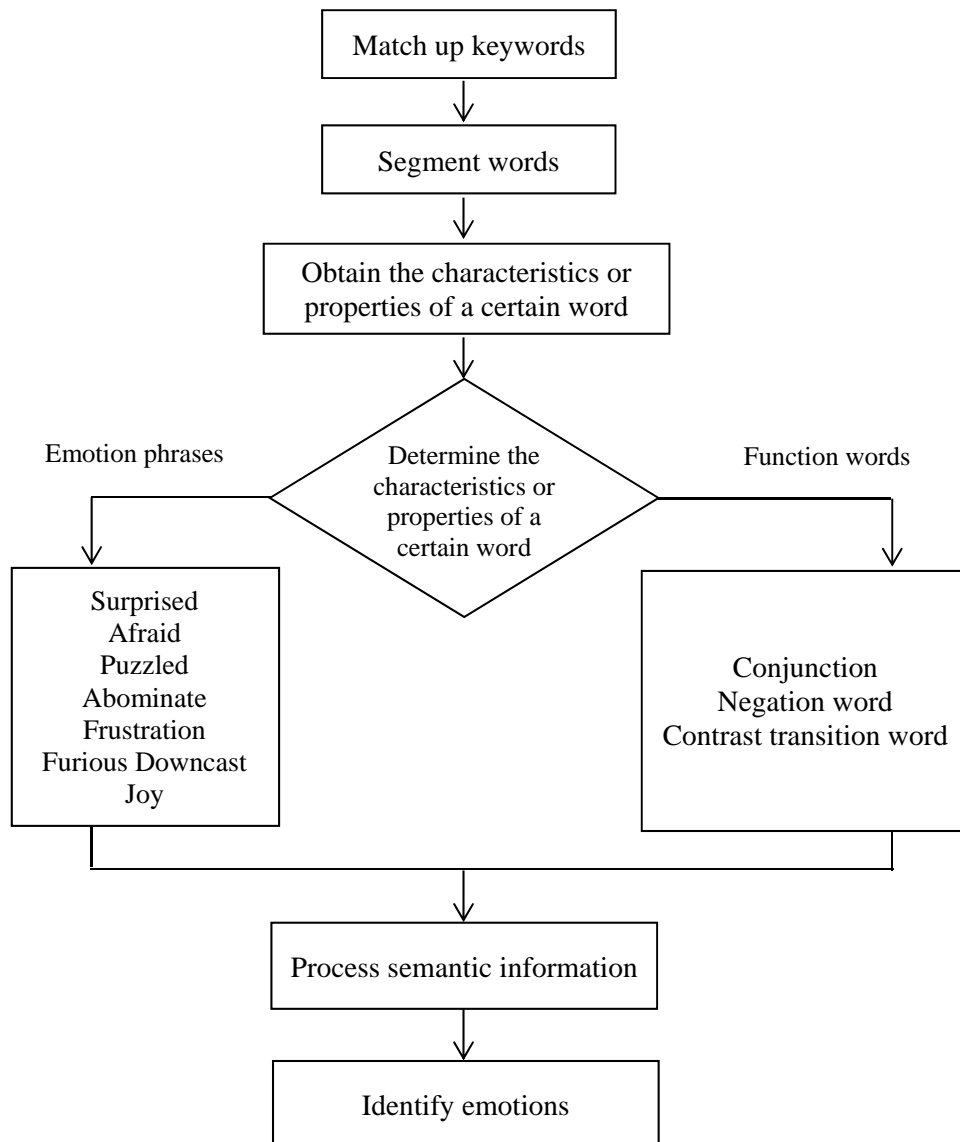 Match up keywords
Segment words
Obtain the characteristics or
properties of a certain word
Emotion phrases
Determine the
characteristics or
properties of a
certain word
Function words
Surprised
Afraid
Puzzled
Abominate
Frustration
Furious Downcast
Joy
Conjunction
Negation word
Contrast transition word
Process semantic information
Identify emotions